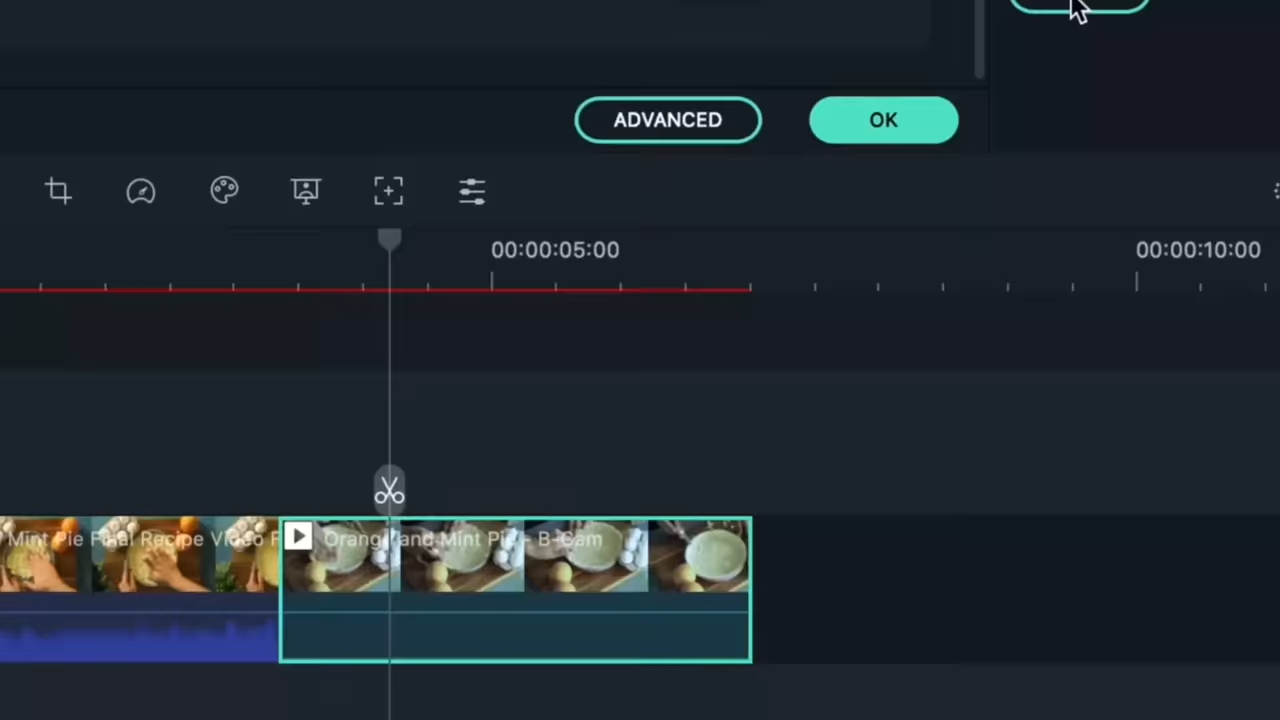 ADVANCED
OK
00:00:05:00
00:00:10:00
Mint Pie Final Recipe Video F
Orange and Mint Pie - B-Cam